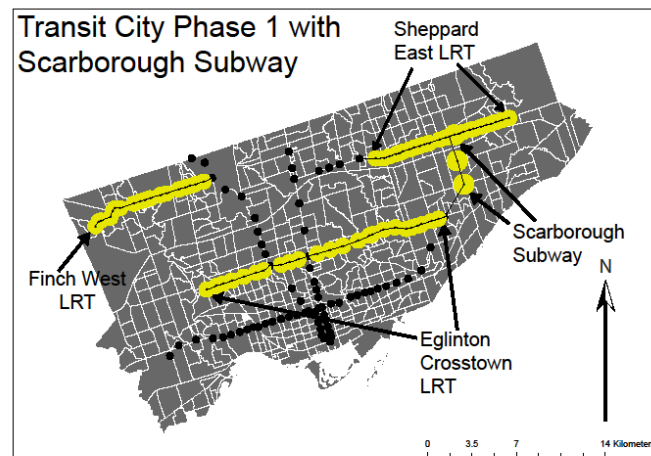 Transit City Phase 1 with
Scarborough Subway
Sheppard
East LRT
Finch West
LRT
Scarborough
Subway
N
Eglinton
Crosstown
LRT
0 3.5 7 14 Kilometer